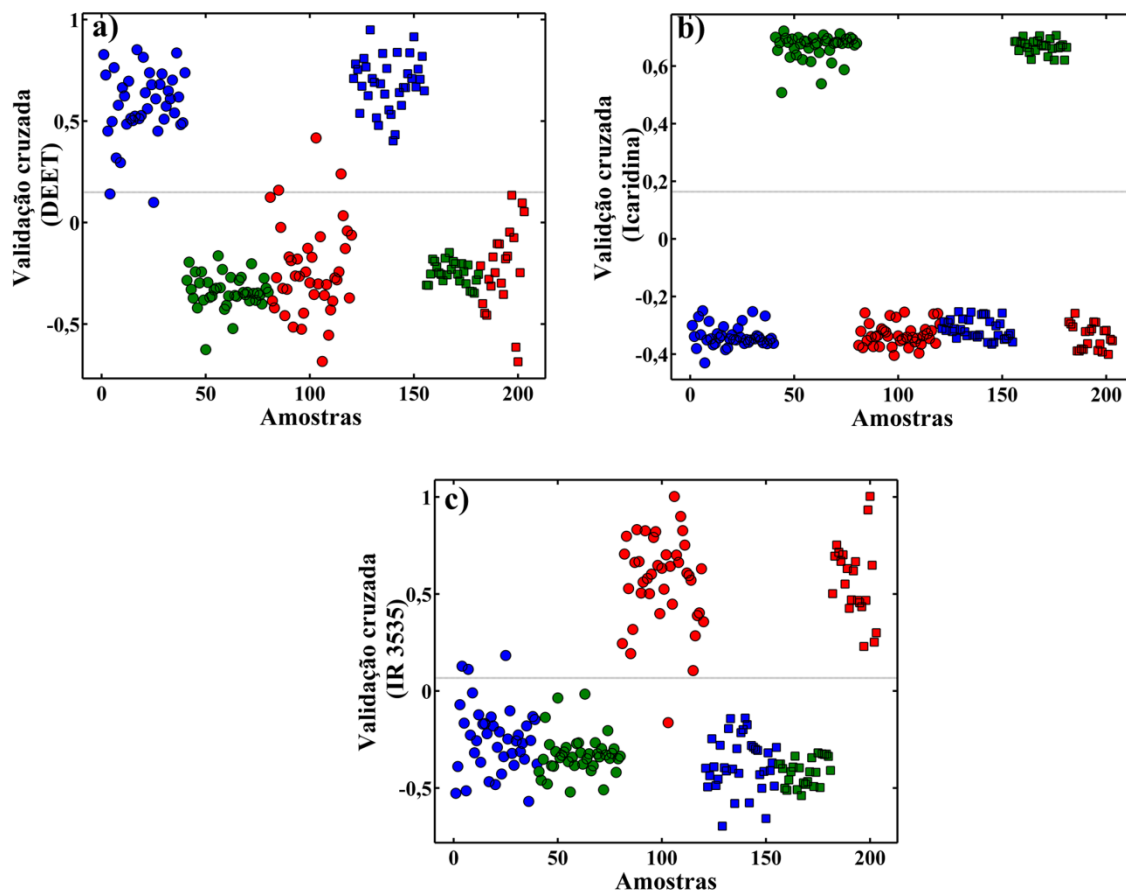 a)
Validação cruzada
(DEET)
1
0,5
0
-0,5
0
50
100
150
200
Amostras
b)
Validção cruzada
(Icaridina)
0,6
0,4
0,2
0
-0,2
0,4
0
50
100
150
200
Amostras
c)
Validação cruzada
(IR 3535)
1
0,5
0
-0,5
0
50
100
150
200
Amostras